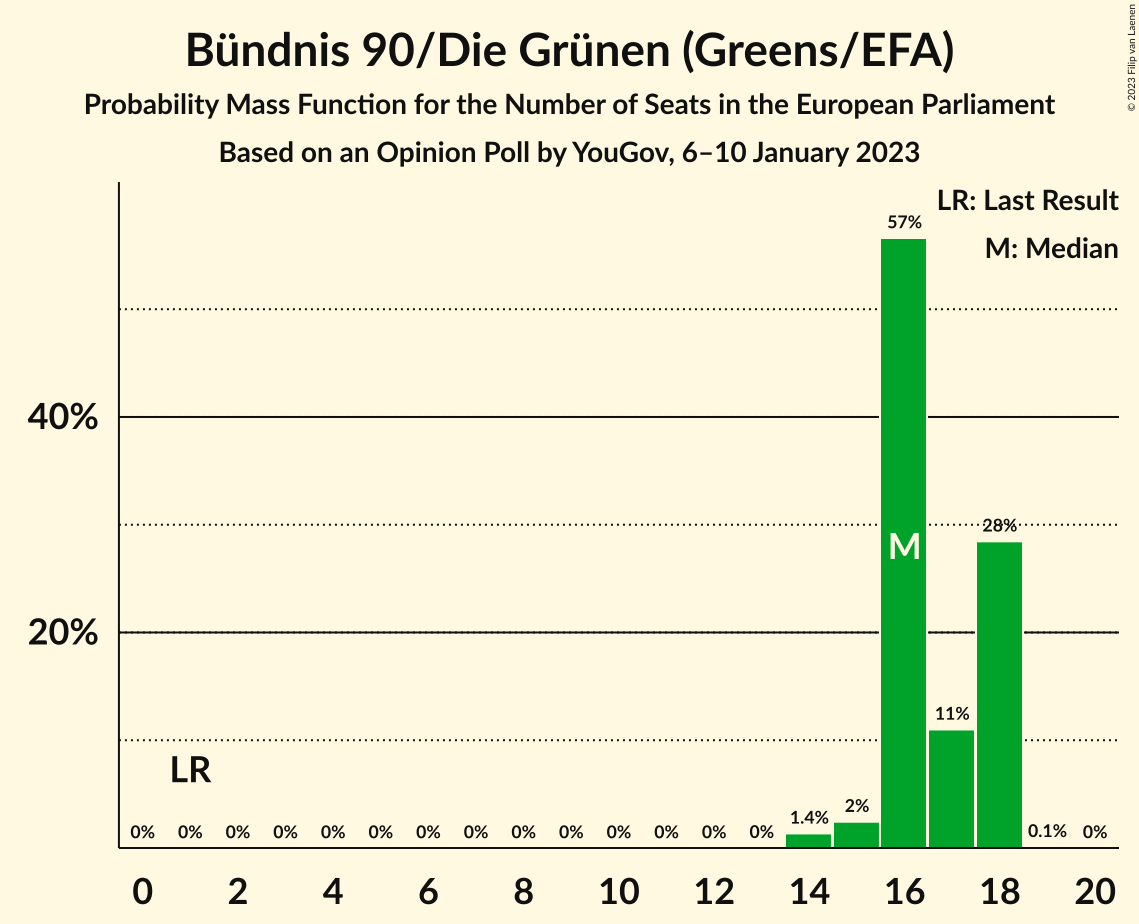 Bündnis 90/Die Grünen (Greens/EFA)
Probability Mass Function for the Number of Seats in the European Parliament
Based on an Opinion Poll by YouGov, 6–10 January 2023
© 2023 Filip van Laenen
LR: Last Result
M: Median
57%
40%
28%
M
20%
11%
LR
0% 0% 0% 0% 0% 0% 0% 0% 0% 0% 0% 0% 0% 0% 1.4% 2% 0.1% 0%
0 2 4 6 8 10 12 14 16 18 20